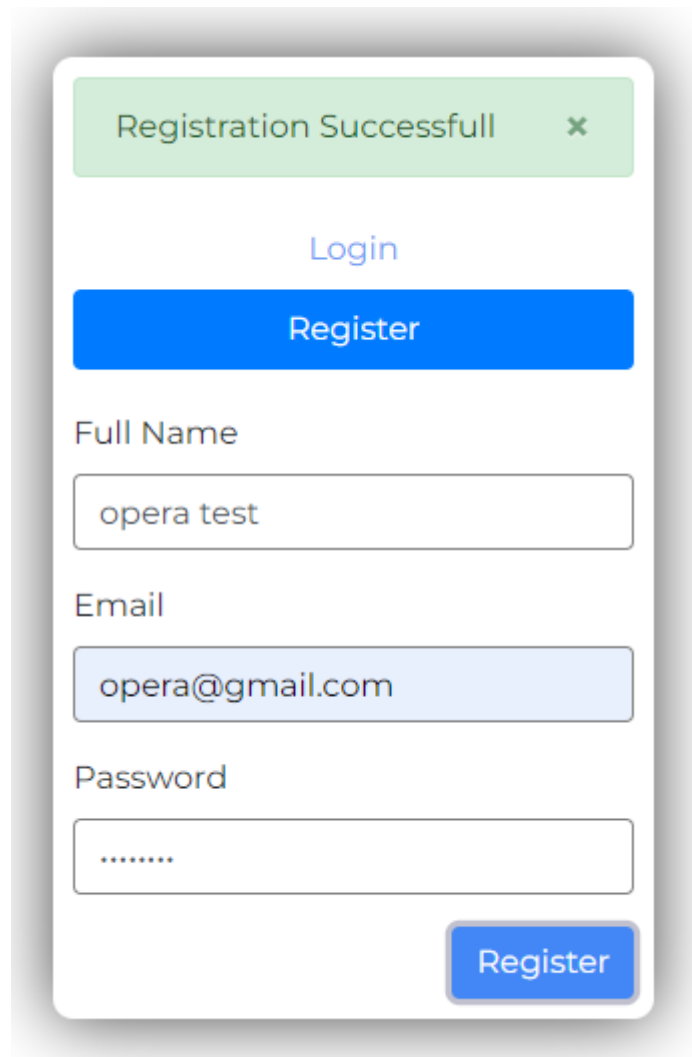 Registration Successfull ×
Login
Register
Full Name
opera test
Email
opera@gmail.com
Password
........
Register